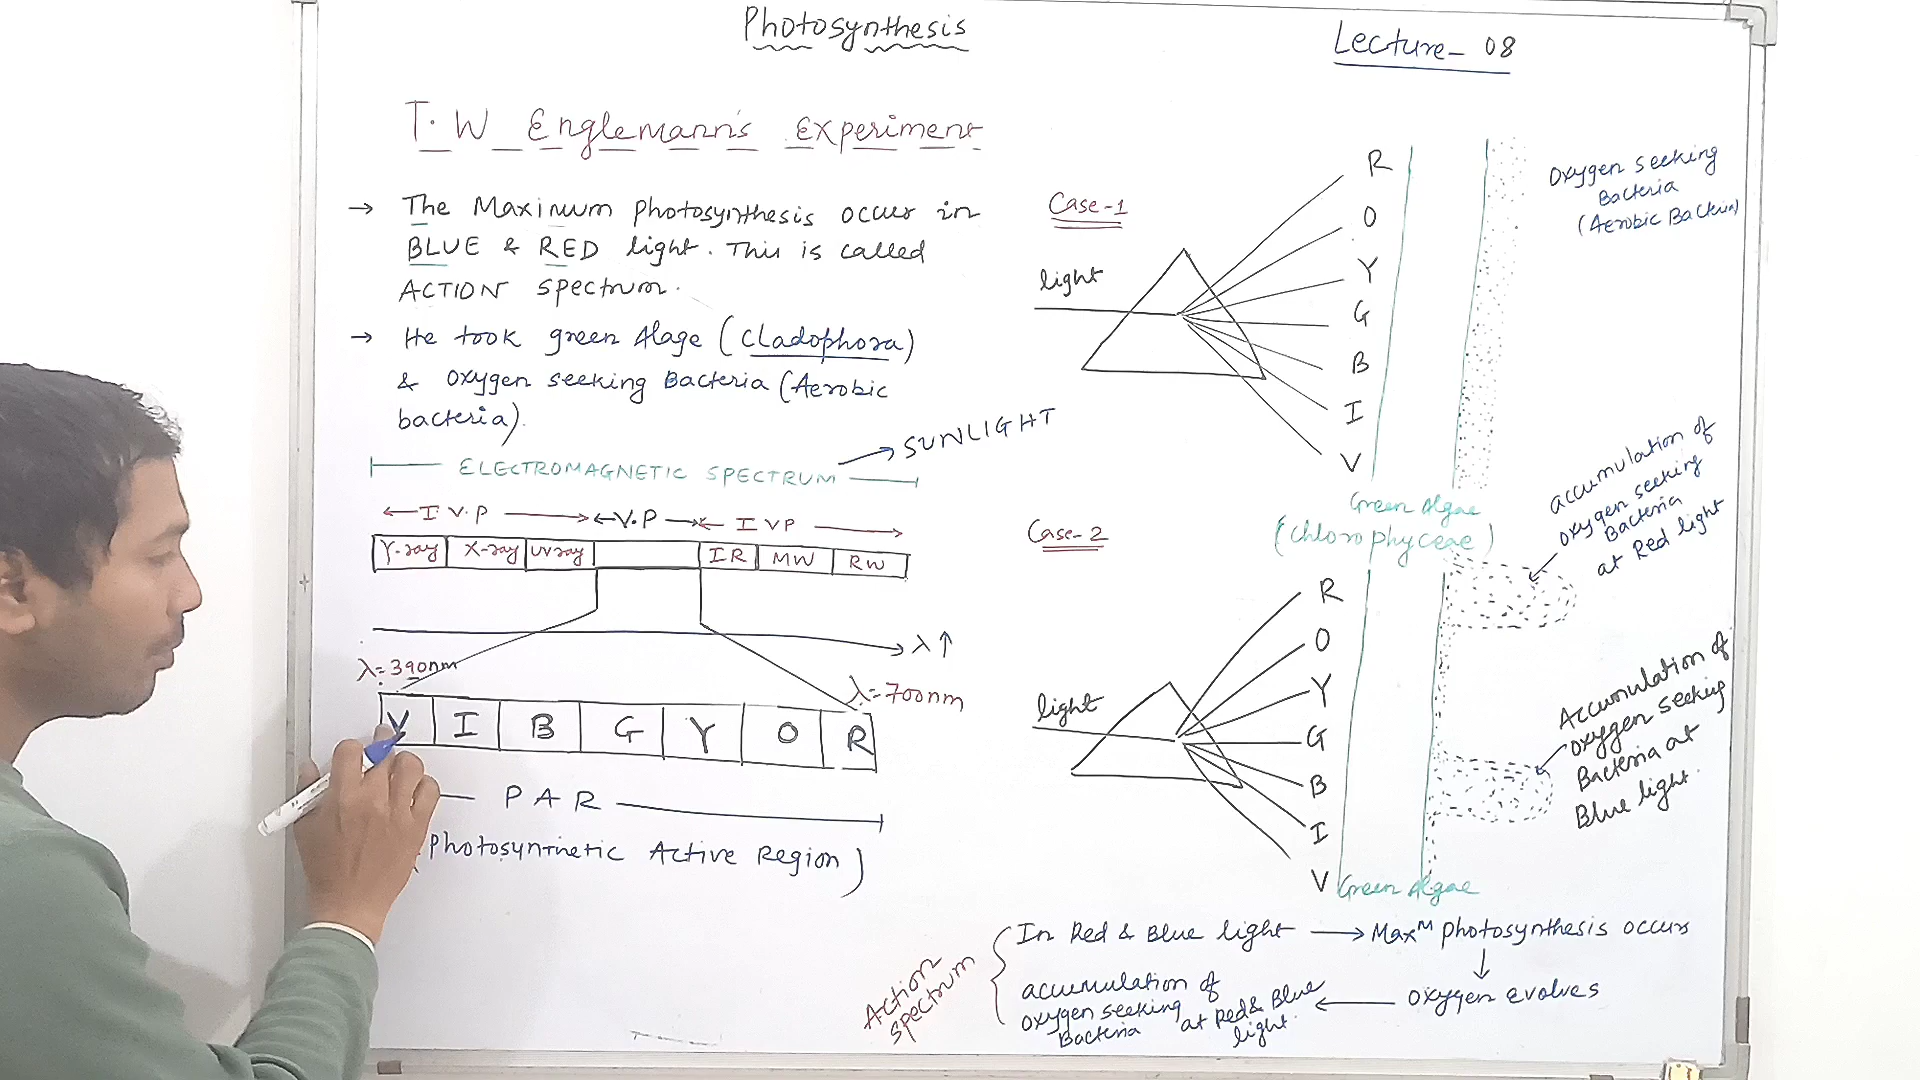 Photosynthesis
Lecture - 08
T.W Englemann's Experiment
→ The Maximum photosynthesis occur in
BLUE & RED light. This is called
ACTION spectrum.
→ He took green Alage (Cladophora)
& oxygen seeking Bacteria (Aerobic
bacteria).
ELECTROMAGNETIC SPECTRUM → SUNLIGHT
I V.P V.P I VP
γ-ray X-ray UV ray IR MW RW
λ ↑
λ=390nm
λ=700nm
V I B G Y O R
P A R
(Photosynthetic Active Region)
Case-1
light
R
O
Y
G
B
I
V
Oxygen seeking
Bacteria
(Aerobic Bacteria)
Green Algae
(Chlorophyceae)
accumulation of
oxygen seeking
Bacteria
at Red light
Case-2
light
R
O
Y
G
B
I
V
Green Algae
Accumulation of
oxygen seeking
Bacteria at
Blue light.
Action
spectrum
In Red & Blue light → Maxᴹ photosynthesis occurs
↓
oxygen evolves
←
accumulation of
oxygen seeking
Bacteria
at Red & Blue
light.